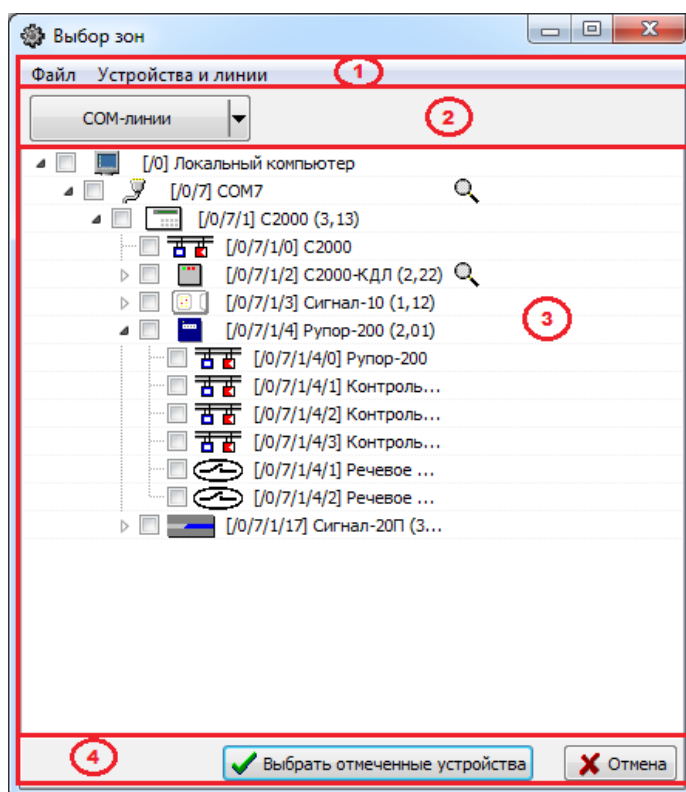 Выбор зон
Файл Устройства и линии 1
COM-линии 2
[/0] Локальный компьютер
[/0/7] COM7
[/0/7/1] С2000 (3,13)
[/0/7/1/0] С2000
[/0/7/1/2] С2000-КДЛ (2,22)
[/0/7/1/3] Сигнал-10 (1,12)
3
[/0/7/1/4] Рупор-200 (2,01)
[/0/7/1/4/0] Рупор-200
[/0/7/1/4/1] Контроль...
[/0/7/1/4/2] Контроль...
[/0/7/1/4/3] Контроль...
[/0/7/1/4/1] Речевое ...
[/0/7/1/4/2] Речевое ...
[/0/7/1/17] Сигнал-20П (3...
4 Выбрать отмеченные устройства Отмена